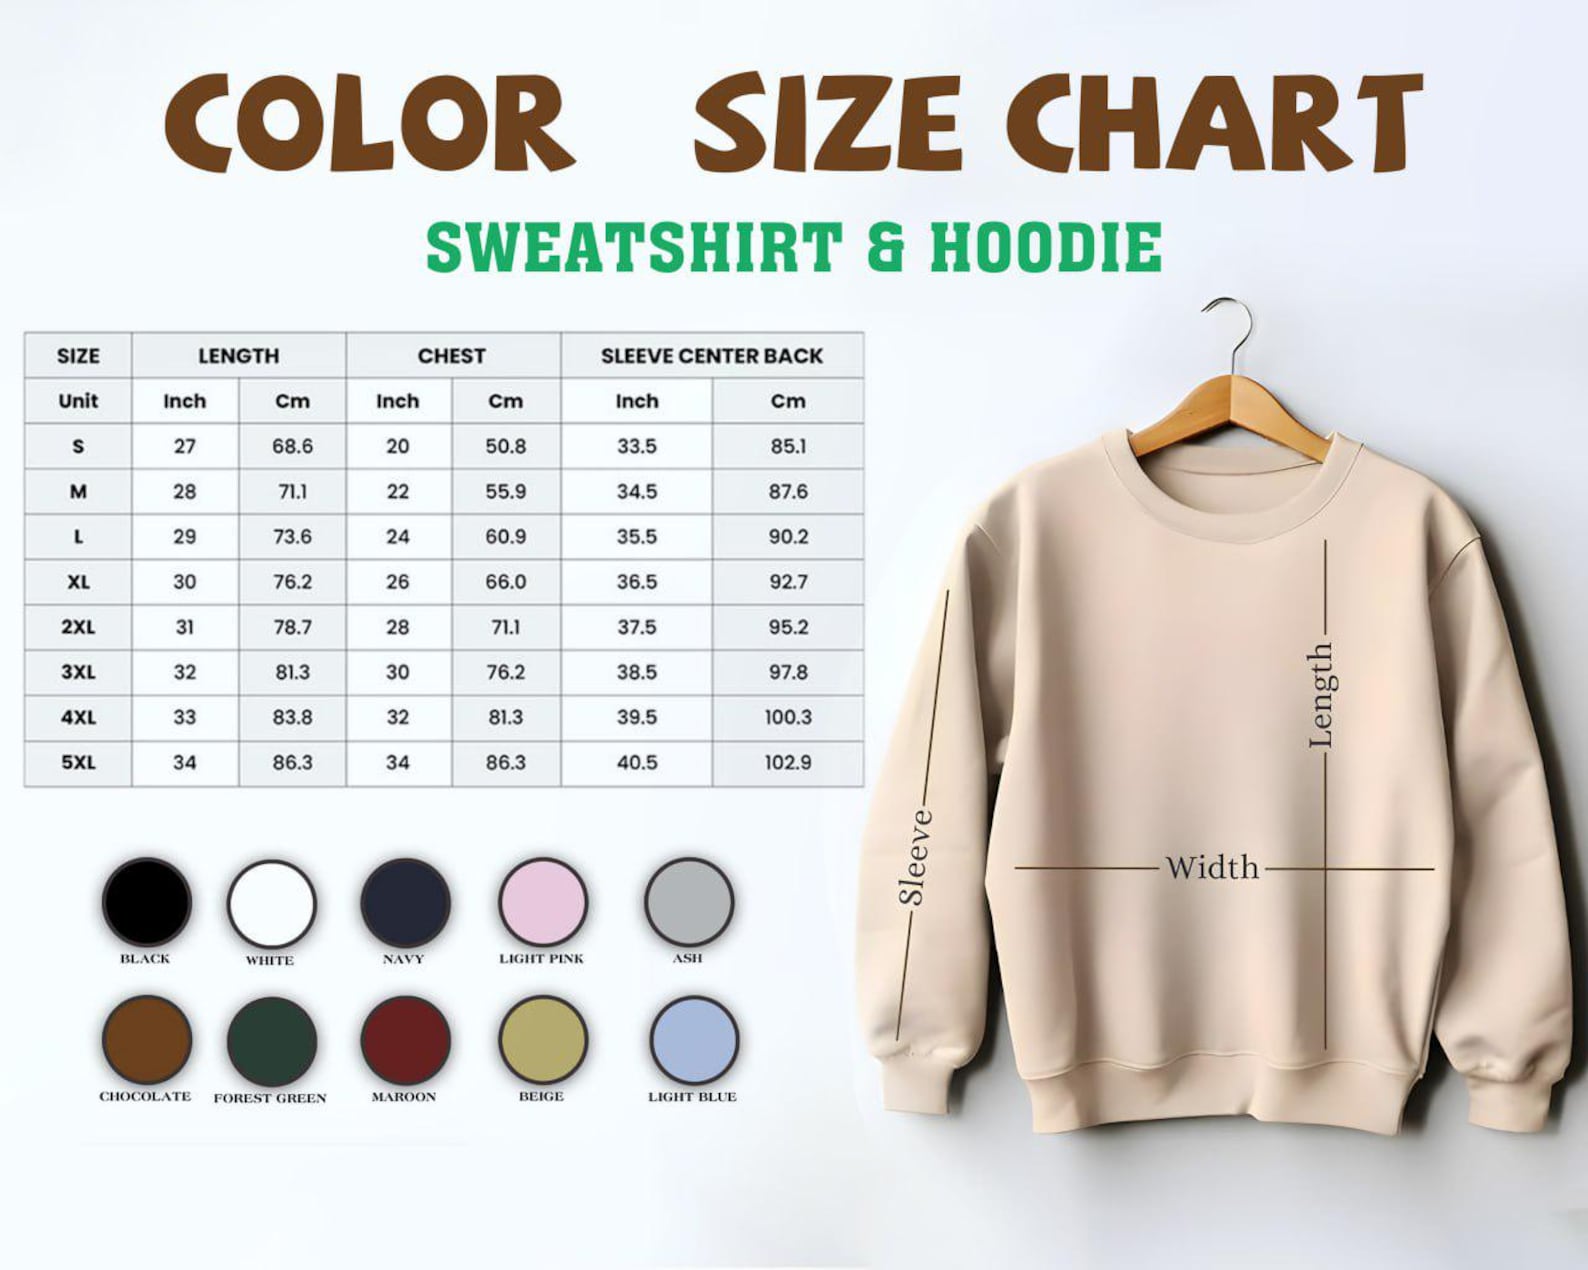 COLOR SIZE CHART
SWEATSHIRT & HOODIE
SIZE LENGTH CHEST SLEEVE CENTER BACK
Unit Inch Cm Inch Cm Inch Cm
S 27 68.6 20 50.8 33.5 85.1
M 28 71.1 22 55.9 34.5 87.6
L 29 73.6 24 60.9 35.5 90.2
XL 30 76.2 26 66.0 36.5 92.7
2XL 31 78.7 28 71.1 37.5 95.2
3XL 32 81.3 30 76.2 38.5 97.8
4XL 33 83.8 32 81.3 39.5 100.3
5XL 34 86.3 34 86.3 40.5 102.9
BLACK WHITE NAVY LIGHT PINK ASH
CHOCOLATE FOREST GREEN MAROON BEIGE LIGHT BLUE
Sleeve
Width
Length